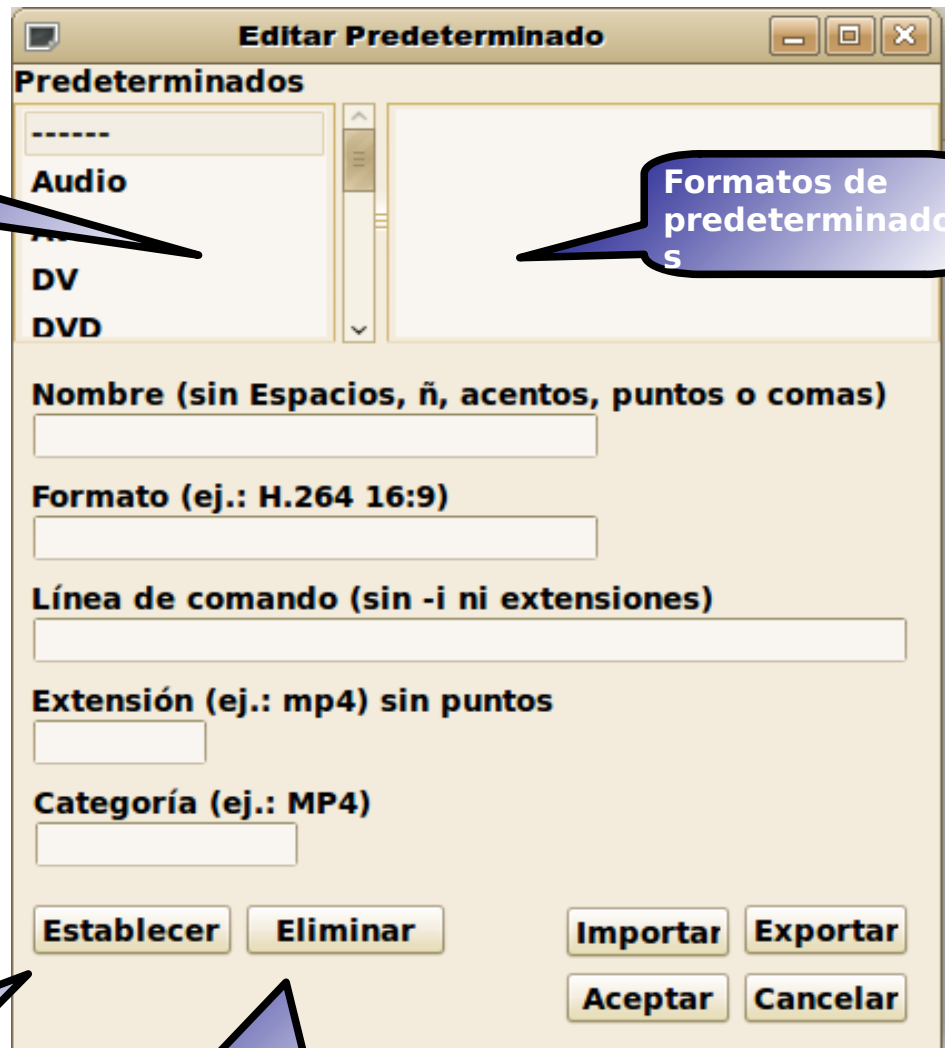 Editar Predeterminado
Predeterminados
------
Audio
DV
DVD
Formatos de
predeterminado
s
Nombre (sin Espacios, ñ, acentos, puntos o comas)
Formato (ej.: H.264 16:9)
Línea de comando (sin -i ni extensiones)
Extensión (ej.: mp4) sin puntos
Categoría (ej.: MP4)
Establecer Eliminar Importar Exportar
Aceptar Cancelar